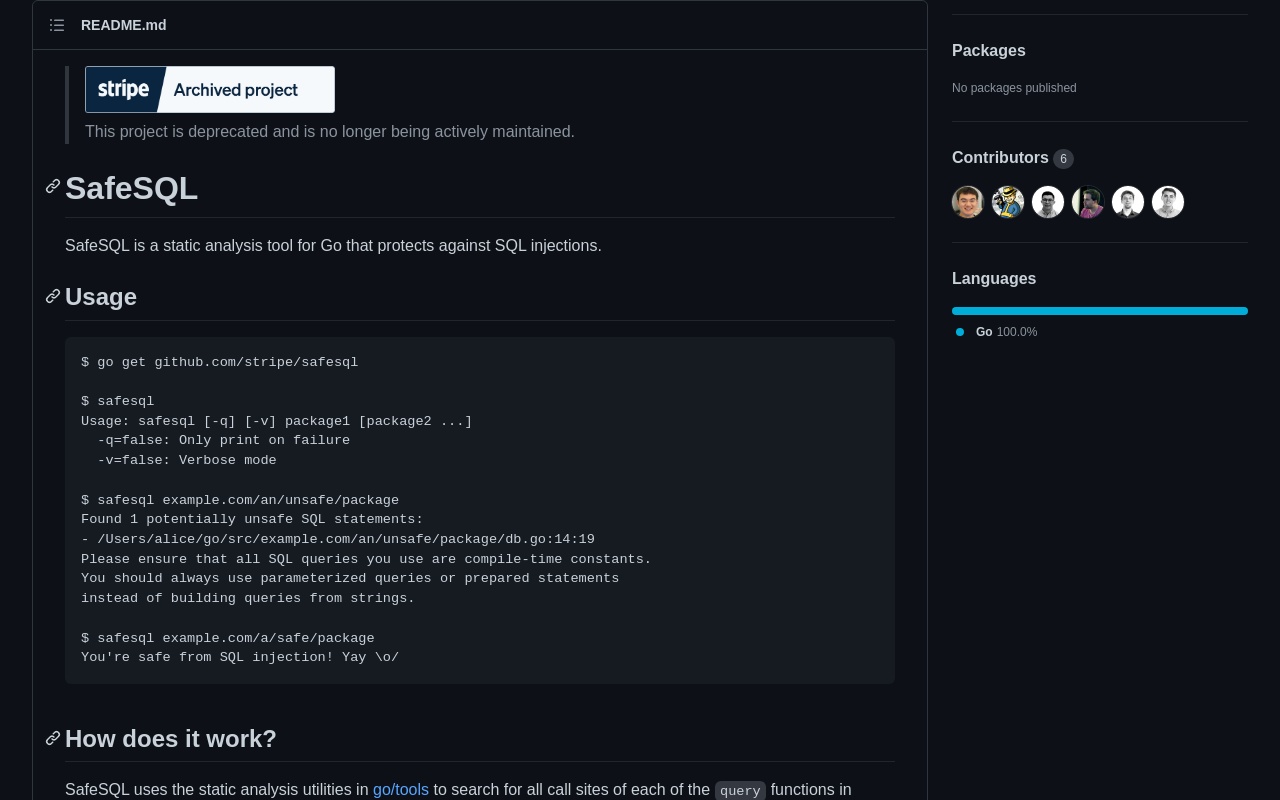 README.md
stripe Archived project
This project is deprecated and is no longer being actively maintained.
SafeSQL
SafeSQL is a static analysis tool for Go that protects against SQL injections.
Usage
$ go get github.com/stripe/safesql
$ safesql
Usage: safesql [-q] [-v] package1 [package2 ...]
  -q=false: Only print on failure
  -v=false: Verbose mode
$ safesql example.com/an/unsafe/package
Found 1 potentially unsafe SQL statements:
- /Users/alice/go/src/example.com/an/unsafe/package/db.go:14:19
Please ensure that all SQL queries you use are compile-time constants.
You should always use parameterized queries or prepared statements
instead of building queries from strings.
$ safesql example.com/a/safe/package
You're safe from SQL injection! Yay \o/
How does it work?
SafeSQL uses the static analysis utilities in go/tools to search for all call sites of each of the query functions in
Packages
No packages published
Contributors 6
Languages
Go 100.0%